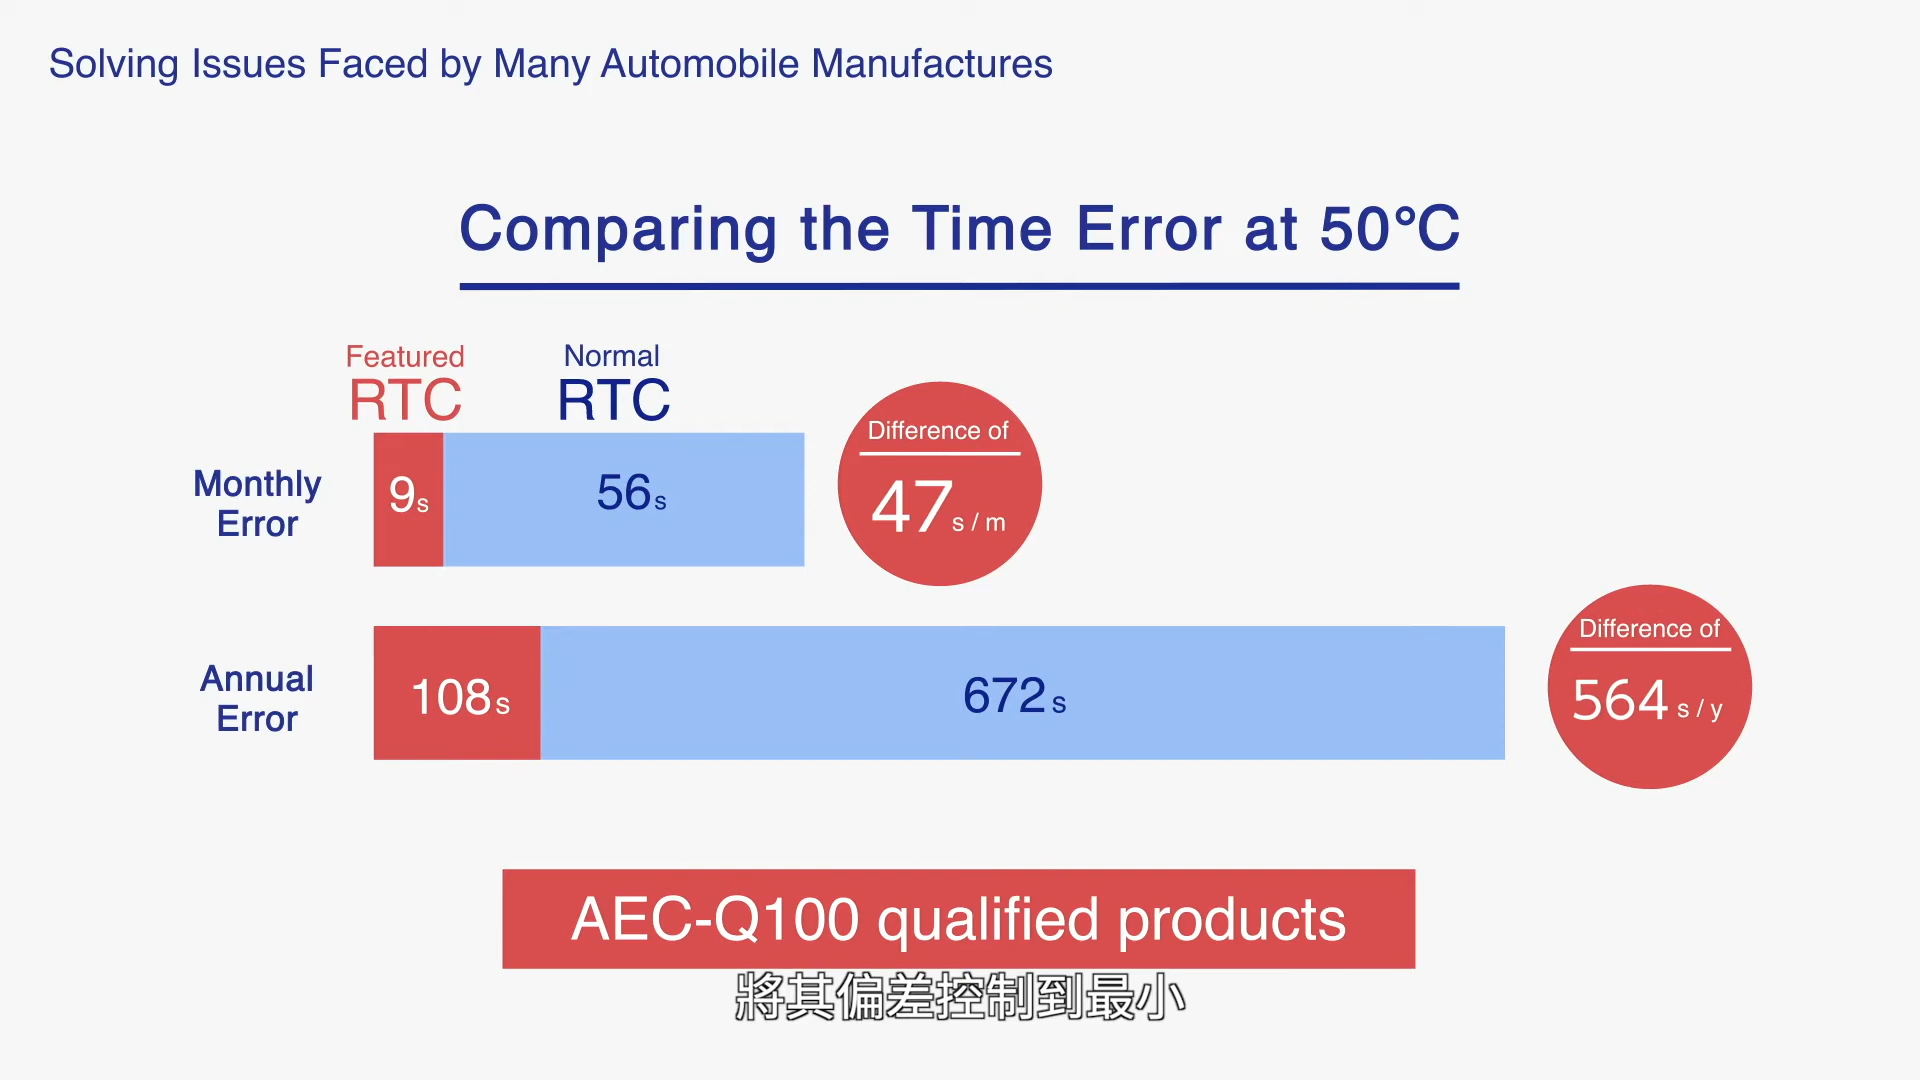 Solving Issues Faced by Many Automobile Manufactures
Comparing the Time Error at 50°C
Featured
RTC
Normal
RTC
Monthly
Error
9s
56s
Difference of
47s / m
Annual
Error
108s
672s
Difference of
564s / y
AEC-Q100 qualified products
將其偏差控制到最小